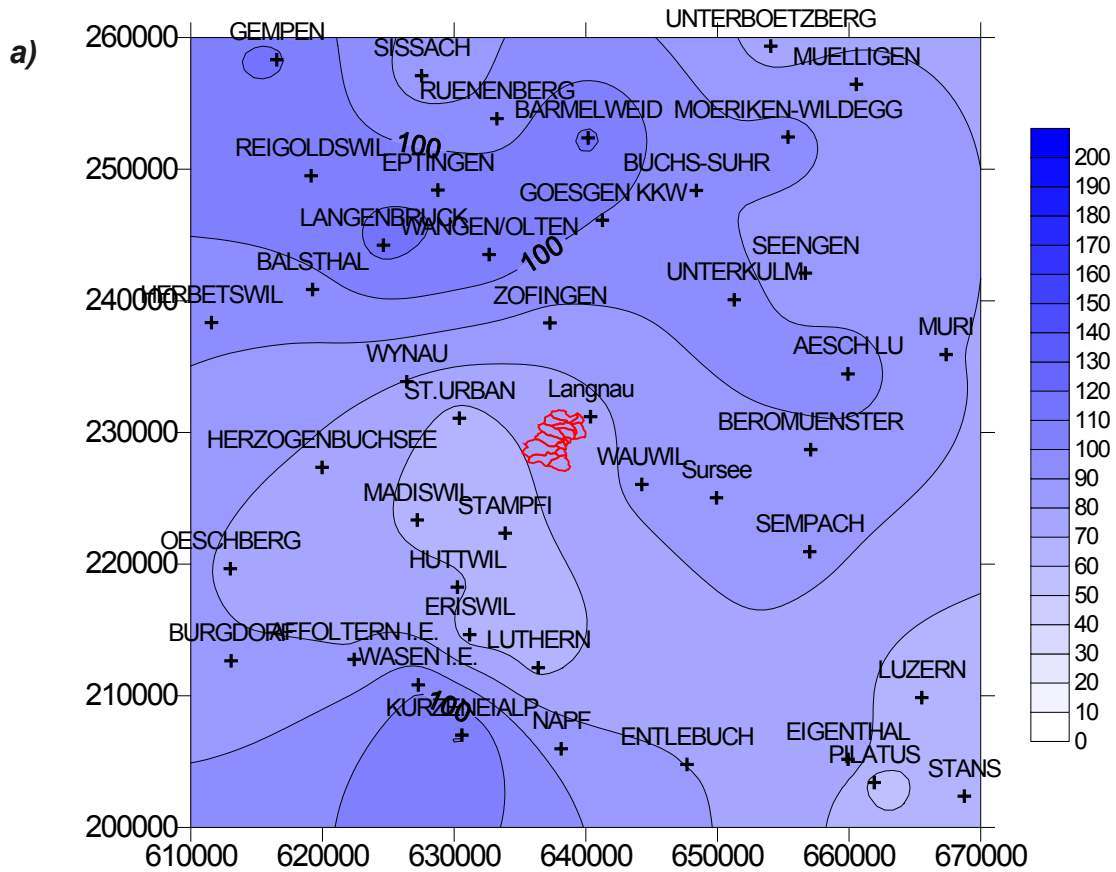 a)
UNTERBOETZBERG
GEMPEN
260000
SISSACH
MUELLIGEN
RUENENBERG
BARMELWEID
MOERIKEN-WILDEGG
100
REIGOLDSWIL
EPTINGEN
BUCHS-SUHR
250000
GOESGEN KKW
LANGENBRUCK
WANGEN/OLTEN
100
SEENGEN
BALSTHAL
UNTERKULM
HERBETSWIL
ZOFINGEN
240000
MURI
WYNAU
AESCH LU
ST.URBAN
Langnau
230000
HERZOGENBUCHSEE
BEROMUENSTER
WAUWIL
Sursee
MADISWIL
STAMPFI
SEMPACH
OESCHBERG
220000
HUTTWIL
ERISWIL
BURGDORF
AFFOLTERN I.E.
LUTHERN
WASEN I.E.
LUZERN
210000
100
KURZENEIALP
NAPF
ENTLEBUCH
EIGENTHAL
PILATUS
STANS
200000
610000 620000 630000 640000 650000 660000 670000
200
190
180
170
160
150
140
130
120
110
100
90
80
70
60
50
40
30
20
10
0